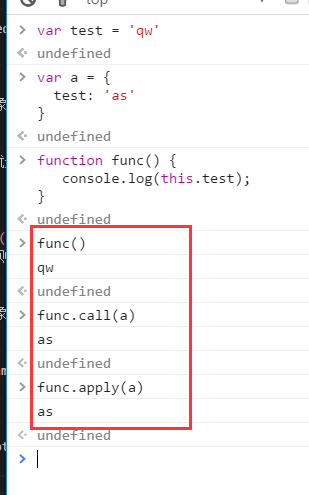 top
var test = 'qw'
undefined
var a = {
test: 'as'
}
undefined
function func() {
console.log(this.test);
}
undefined
func()
qw
undefined
func.call(a)
as
undefined
func.apply(a)
as
undefined